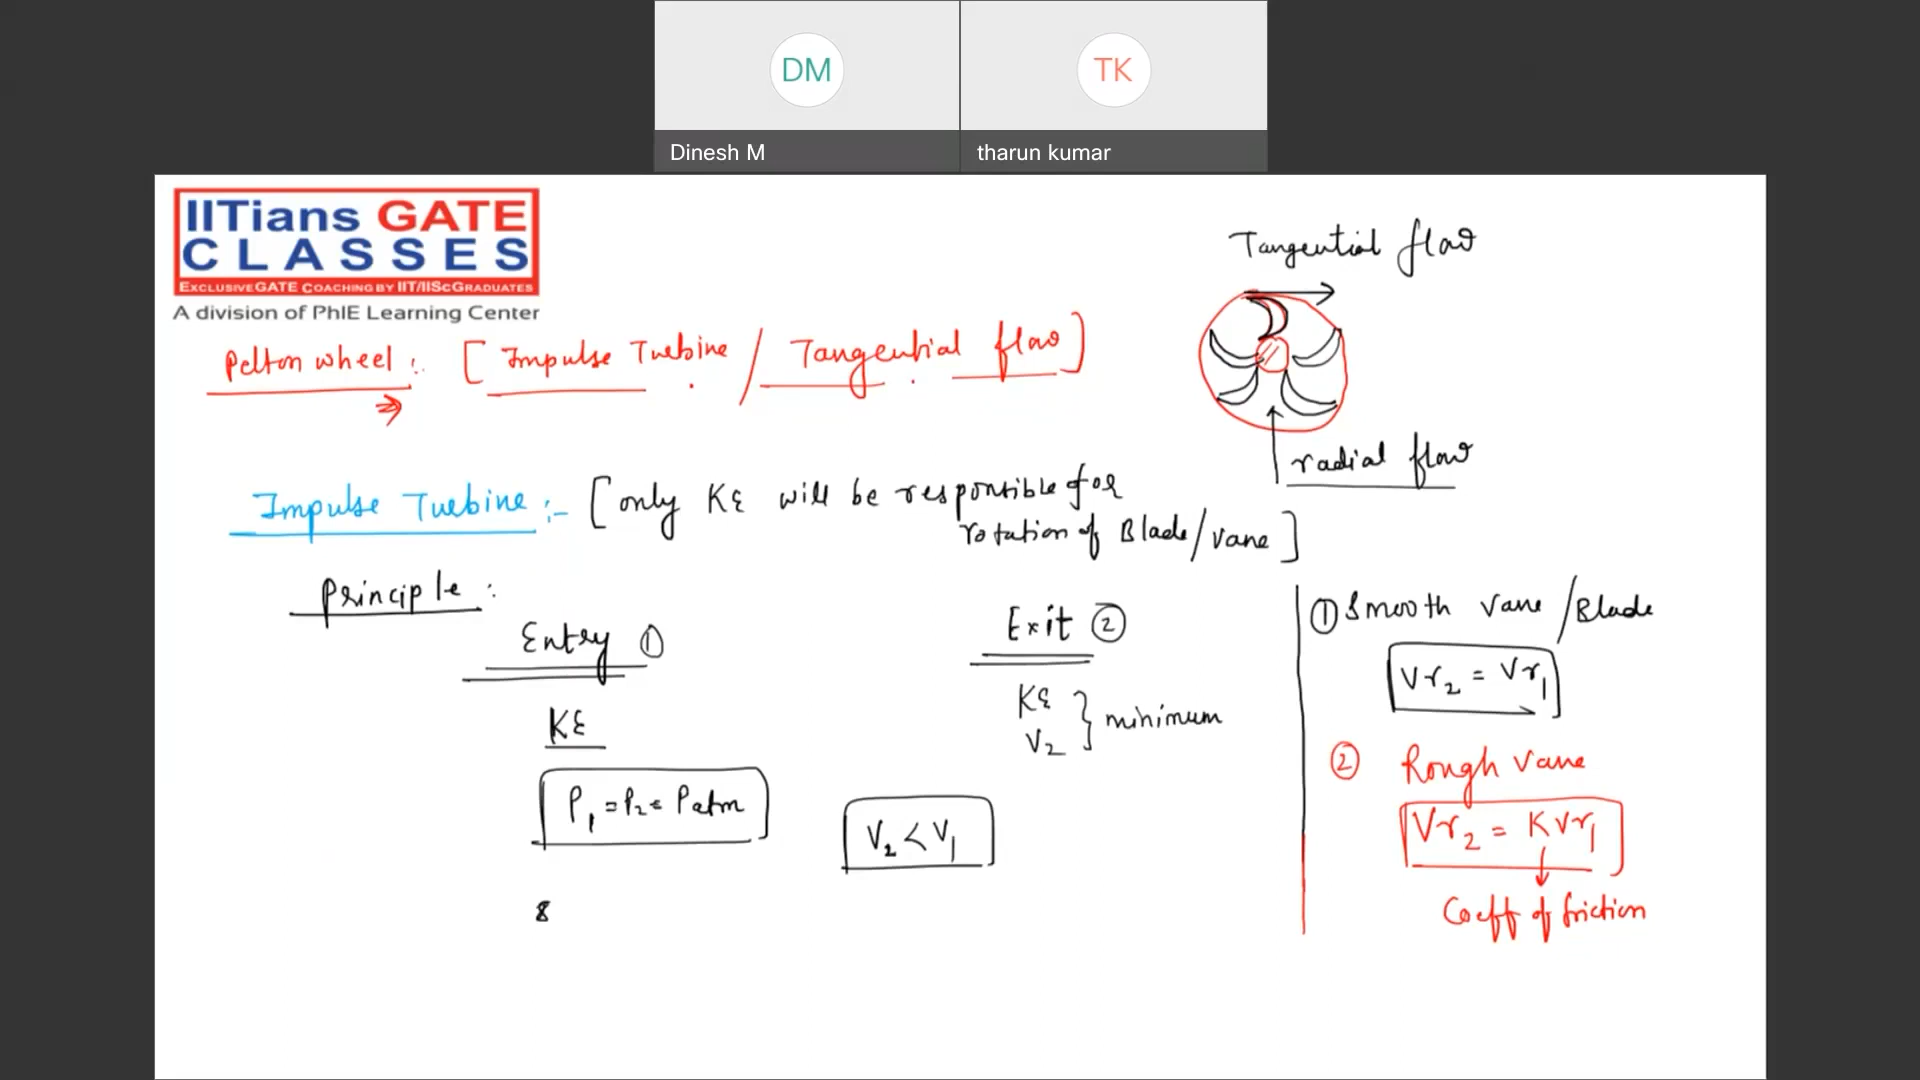 DM
TK
Dinesh M
tharun kumar
IITians GATE
CLASSES
EXCLUSIVE GATE COACHING BY IIT/IISc GRADUATES
A division of PhIE Learning Center
Tangential flow
Pelton wheel :. [ Impulse Turbine / Tangential flow ]
radial flow
Impulse Turbine :- [ only KE will be responsible for
rotation of Blade/vane ]
Principle :
Entry ①
Exit ②
KE
KE
V₂ } minimum
P₁ = P₂ = Patm
V₂ < V₁
8
① Smooth Vane / Blade
Vr₂ = Vr₁
② Rough Vane
Vr₂ = KVr₁
Coeff of friction